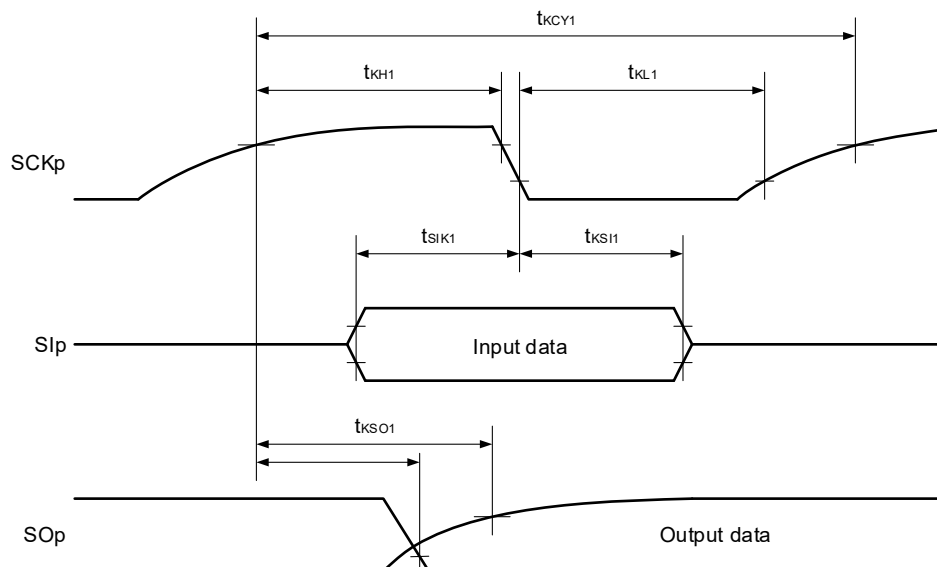 tKCY1
tKH1
tKL1
SCKp
tSIK1
tKSI1
SIp
Input data
tKSO1
SOp
Output data